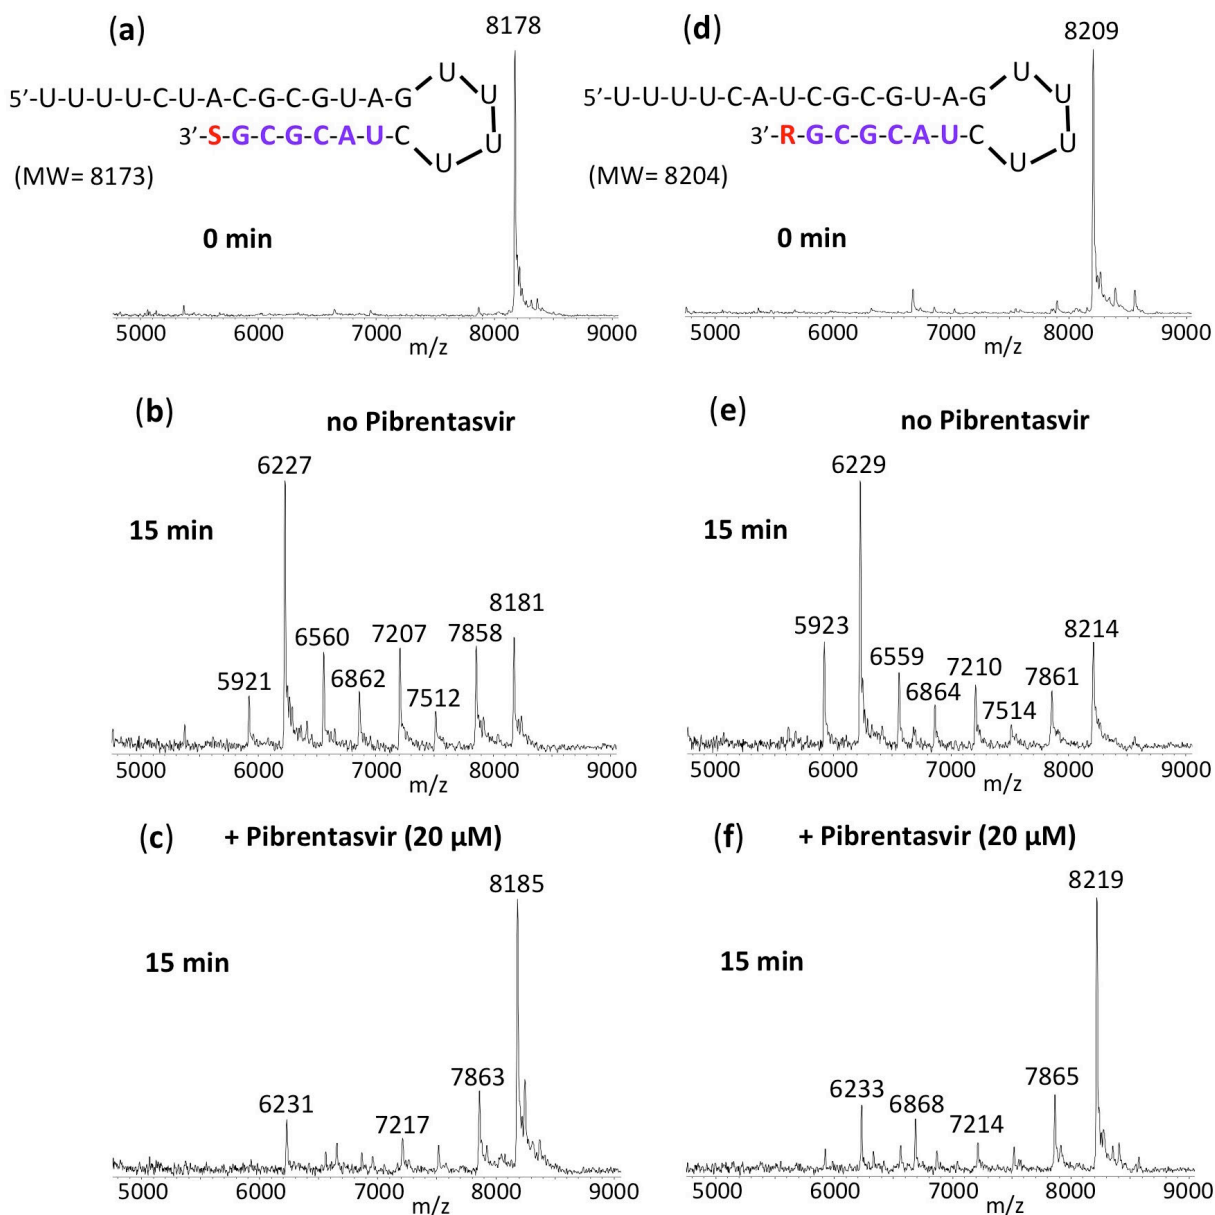 (a)
8178
5’-U-U-U-U-C-U-A-C-G-C-G-U-A-G
U
U
U
U
3’-S-G-C-G-C-A-U-C
(MW= 8173)
0 min
5000 6000 7000 8000 9000
m/z
(d)
8209
5’-U-U-U-U-C-A-U-C-G-C-G-U-A-G
U
U
U
U
3’-R-G-C-G-C-A-U-C
(MW= 8204)
0 min
5000 6000 7000 8000 9000
m/z
(b)
no Pibrentasvir
15 min
5921 6227 6560 6862 7207 7512 7858 8181
5000 6000 7000 8000 9000
m/z
(e)
no Pibrentasvir
15 min
5923 6229 6559 6864 7210 7514 7861 8214
5000 6000 7000 8000 9000
m/z
(c)
+ Pibrentasvir (20 µM)
15 min
6231 7217 7863 8185
5000 6000 7000 8000 9000
m/z
(f)
+ Pibrentasvir (20 µM)
15 min
6233 6868 7214 7865 8219
5000 6000 7000 8000 9000
m/z